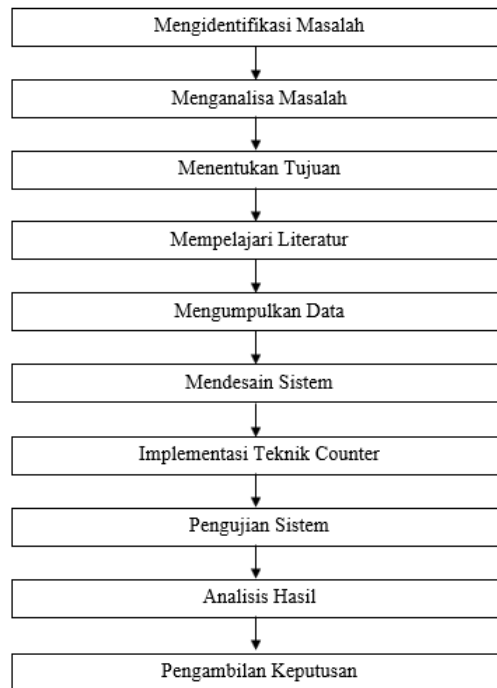 Mengidentifikasi Masalah
Menganalisa Masalah
Menentukan Tujuan
Mempelajari Literatur
Mengumpulkan Data
Mendesain Sistem
Implementasi Teknik Counter
Pengujian Sistem
Analisis Hasil
Pengambilan Keputusan